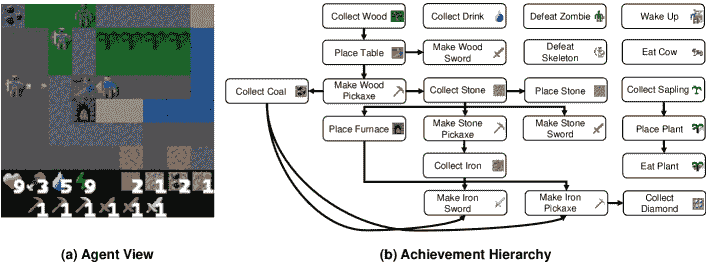 Collect Wood
Collect Drink
Defeat Zombie
Wake Up
Place Table
Make Wood
Sword
Defeat
Skeleton
Eat Cow
Collect Coal
Make Wood
Pickaxe
Collect Stone
Place Stone
Collect Sapling
Place Furnace
Make Stone
Pickaxe
Make Stone
Sword
Place Plant
Collect Iron
Eat Plant
Make Iron
Sword
Make Iron
Pickaxe
Collect
Diamond
9 3 5 9 2 1 2 1
1 1 1 1 1 1
(a) Agent View
(b) Achievement Hierarchy